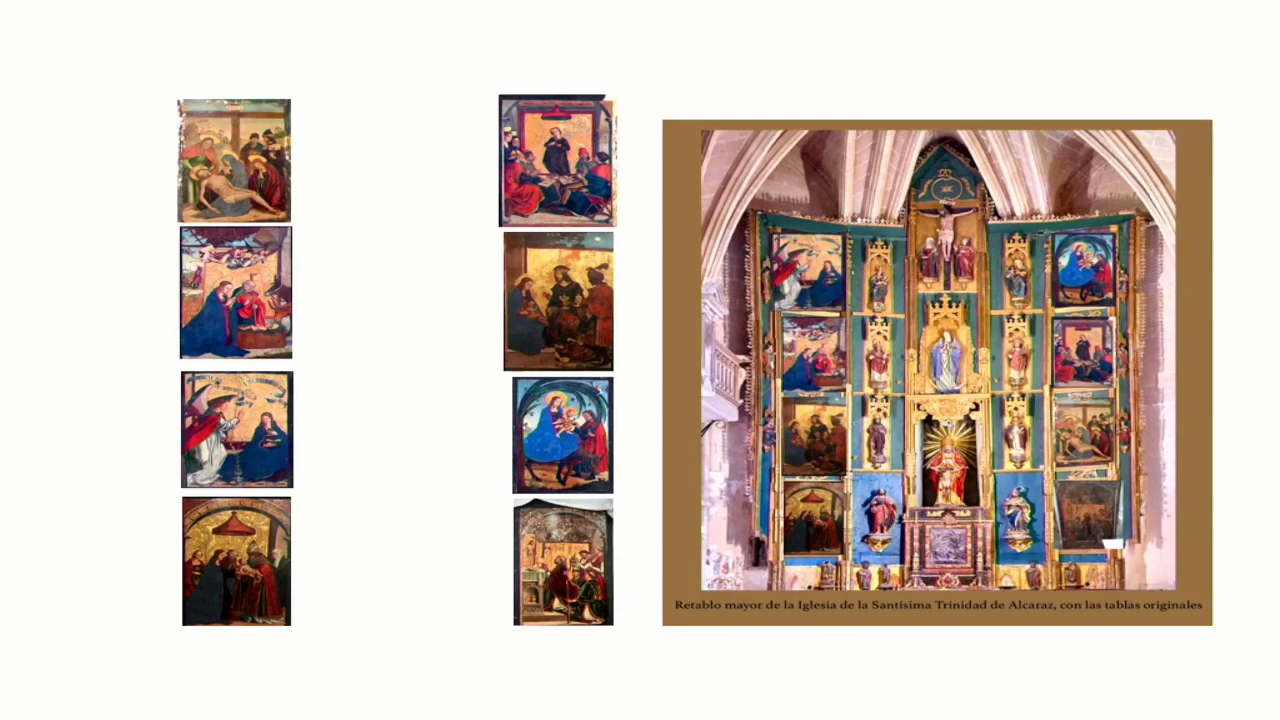 Retablo mayor de la Iglesia de la Santísima Trinidad de Alcaraz, con las tablas originales